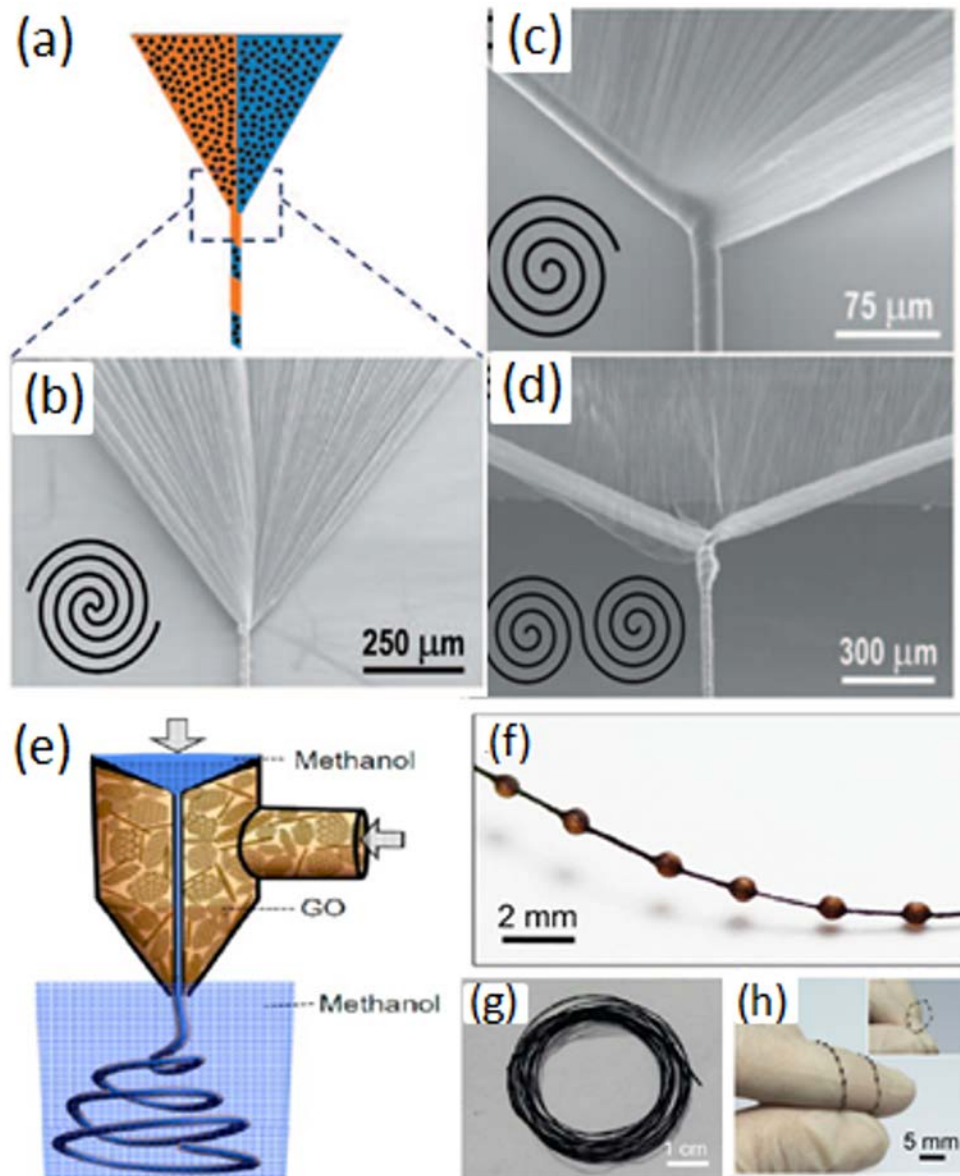 (a)
(c)
75 µm
(b)
250 µm
(d)
300 µm
(e)
Methanol
GO
Methanol
(f)
2 mm
(g)
1 cm
(h)
5 mm